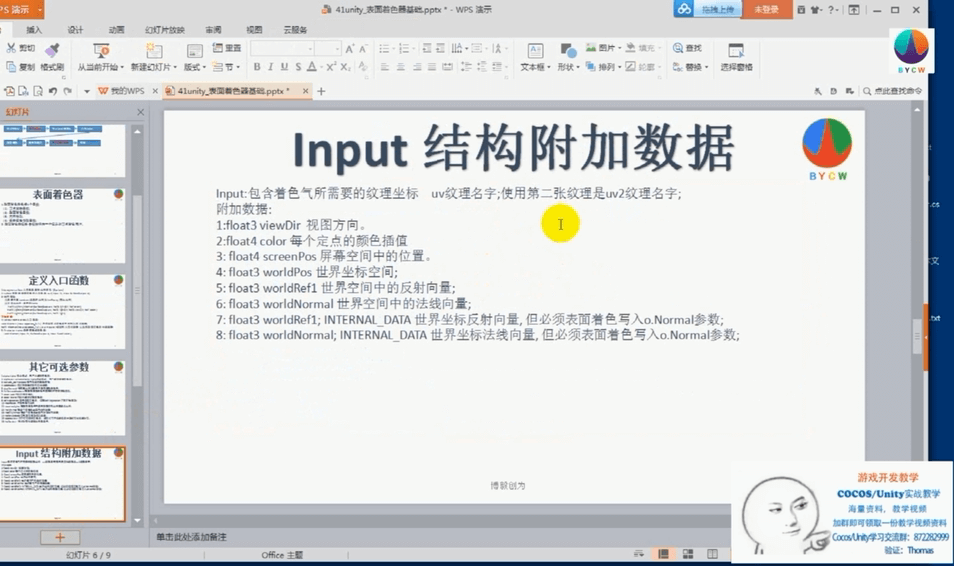 PS 演示
41unity_表面着色器基础.pptx * - WPS 演示
拖拽上传
未登录
插入 设计 动画 幻灯片放映 审阅 视图 云服务
剪切 复制 格式刷 从当前开始 新建幻灯片 版式 重置 节
B I U S A X² X₂
文本框 形状 图片 排列 填充 轮廓 查找 替换 选择窗格
BYCW
我的WPS 41unity_表面着色器基础.pptx * 点此查找命令
幻灯片
表面着色器
定义入口函数
其它可选参数
Input 结构附加数据
Input 结构附加数据
BYCW
Input:包含着色气所需要的纹理坐标 uv纹理名字;使用第二张纹理是uv2纹理名字;
附加数据:
1:float3 viewDir 视图方向。
2:float4 color 每个定点的颜色插值
3: float4 screenPos 屏幕空间中的位置。
4: float3 worldPos 世界坐标空间;
5: float3 worldRef1 世界空间中的反射向量;
6: float3 worldNormal 世界空间中的法线向量;
7: float3 worldRef1; INTERNAL_DATA 世界坐标反射向量, 但必须表面着色写入o.Normal参数;
8: float3 worldNormal; INTERNAL_DATA 世界坐标法线向量, 但必须表面着色写入o.Normal参数;
博毅创为
.cs
文
.txt
单击此处添加备注
幻灯片 6 / 9 Office 主题
游戏开发教学
COCOS/Unity实战教学
海量资料，教学视频
加群即可领取一份教学视频资料
Cocos/Unity学习交流群：872282999
验证：Thomas